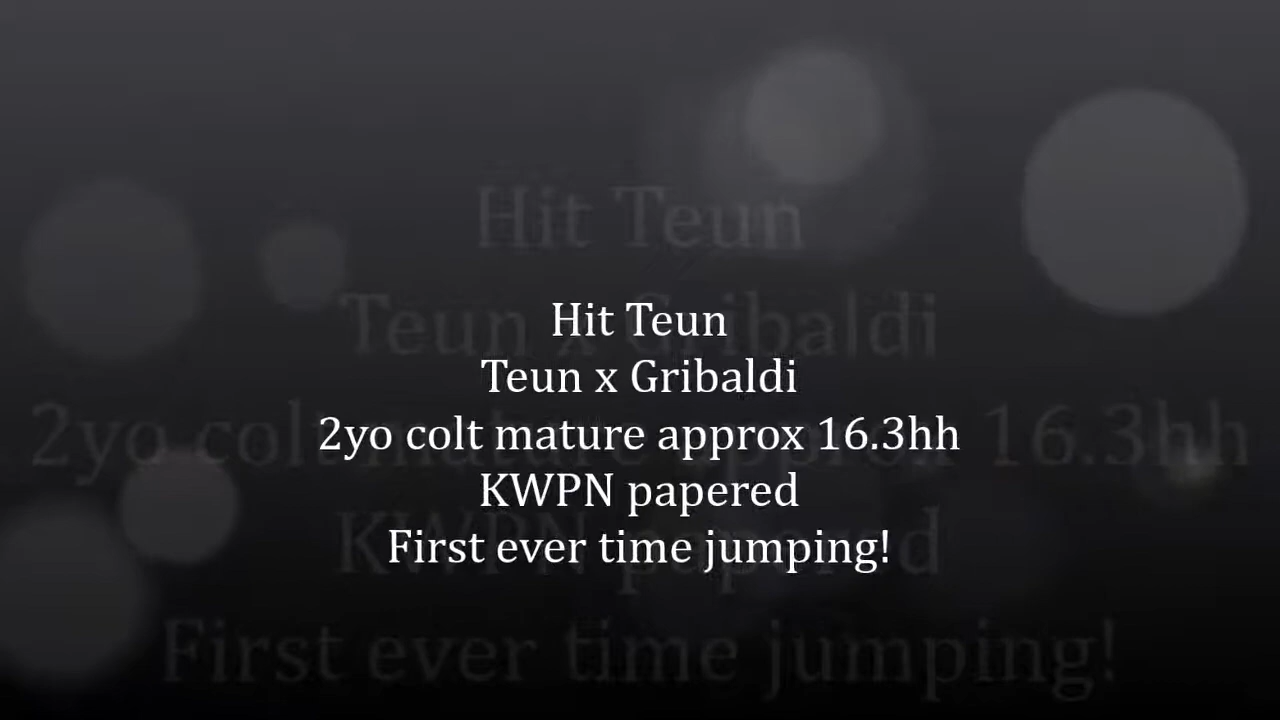 Hit Teun
Teun x Gribaldi
2yo colt mature approx 16.3hh
KWPN papered
First ever time jumping!